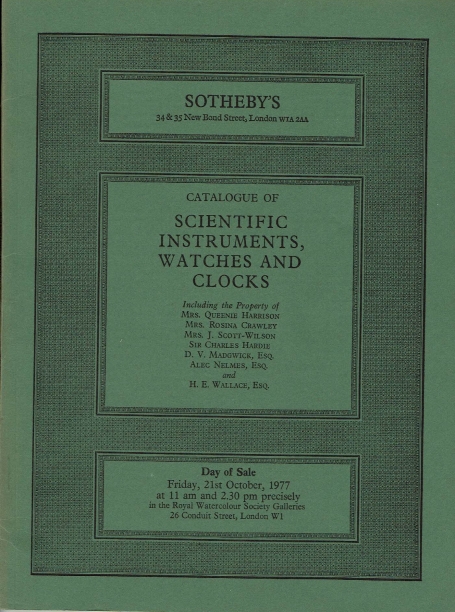 SOTHEBY'S
34 & 35 New Bond Street, London W1A 2AA
CATALOGUE OF
SCIENTIFIC
INSTRUMENTS,
WATCHES AND
CLOCKS
Including the Property of
MRS. QUEENIE HARRISON
MRS. ROSINA CRAWLEY
MRS. J. SCOTT-WILSON
SIR CHARLES HARDIE
D. V. MADGWICK, ESQ.
ALEC NELMES, ESQ.
and
H. E. WALLACE, ESQ.
Day of Sale
Friday, 21st October, 1977
at 11 am and 2.30 pm precisely
in the Royal Watercolour Society Galleries
26 Conduit Street, London W1